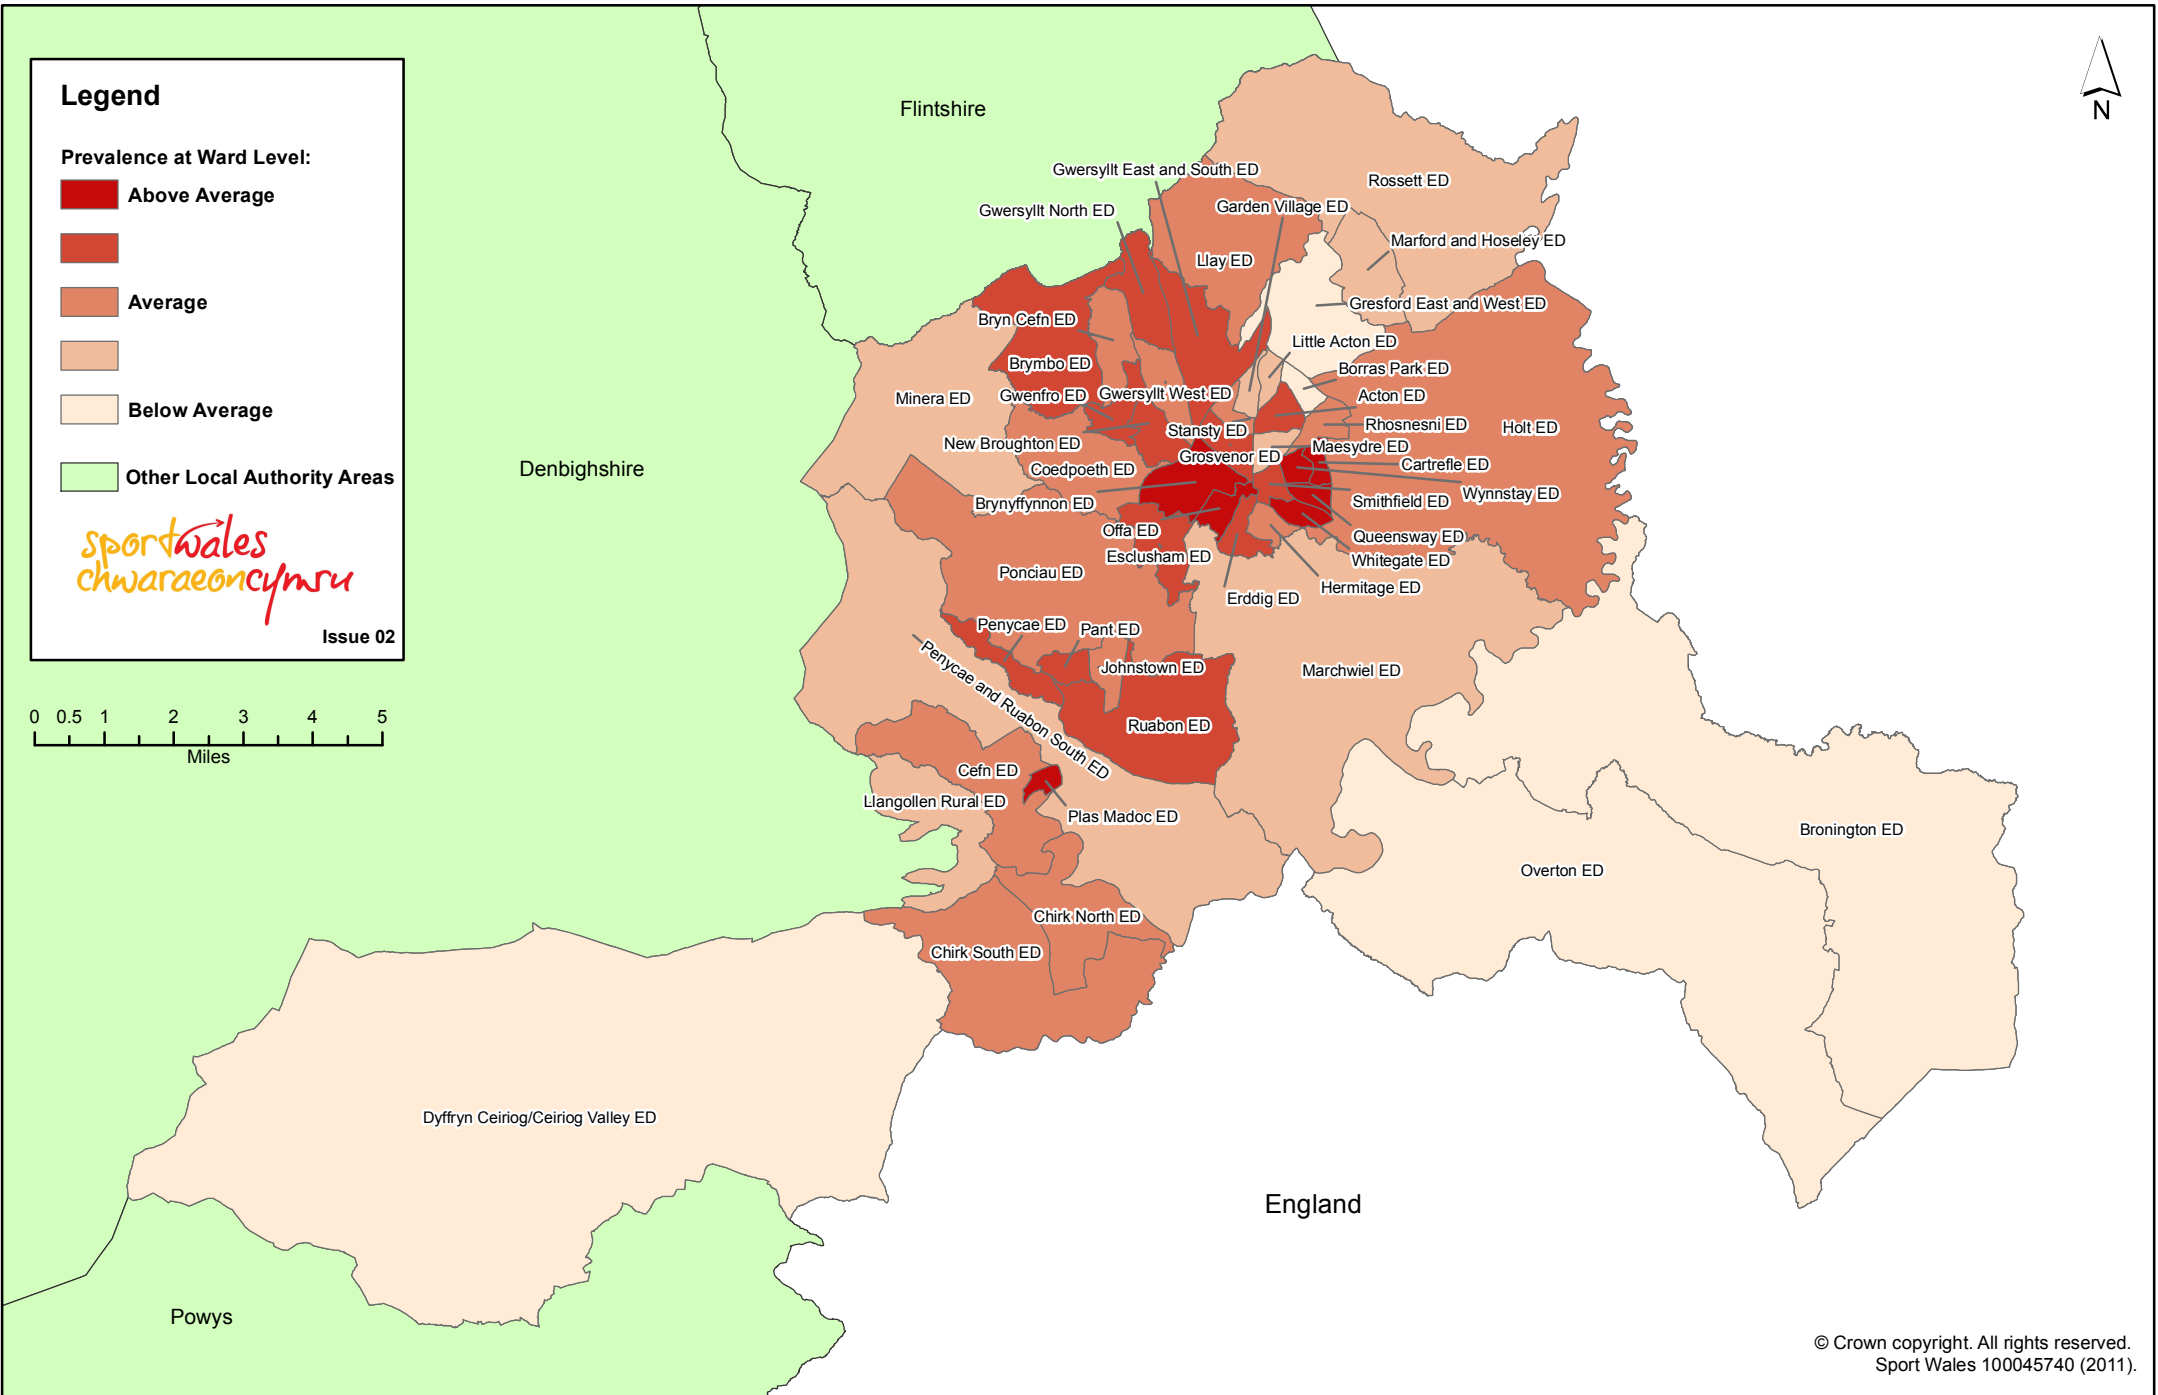 Legend
Prevalence at Ward Level:
Above Average
Average
Below Average
Other Local Authority Areas
sportwales
chwaraeoncymru
Issue 02
0 0.5 1 2 3 4 5
Miles
N
Flintshire
Denbighshire
Powys
England
Gwersyllt East and South ED
Rossett ED
Gwersyllt North ED
Garden Village ED
Marford and Hoseley ED
Llay ED
Gresford East and West ED
Bryn Cefn ED
Little Acton ED
Brymbo ED
Borras Park ED
Minera ED
Gwenfro ED
Gwersyllt West ED
Acton ED
Rhosnesni ED
Holt ED
New Broughton ED
Stansty ED
Maesydre ED
Grosvenor ED
Cartrefle ED
Coedpoeth ED
Wynnstay ED
Brynyffynnon ED
Smithfield ED
Offa ED
Queensway ED
Esclusham ED
Whitegate ED
Ponciau ED
Hermitage ED
Erddig ED
Penycae ED
Pant ED
Johnstown ED
Marchwiel ED
Penycae and Ruabon South ED
Ruabon ED
Cefn ED
Llangollen Rural ED
Plas Madoc ED
Bronington ED
Overton ED
Chirk North ED
Chirk South ED
Dyffryn Ceiriog/Ceiriog Valley ED
© Crown copyright. All rights reserved.
Sport Wales 100045740 (2011).